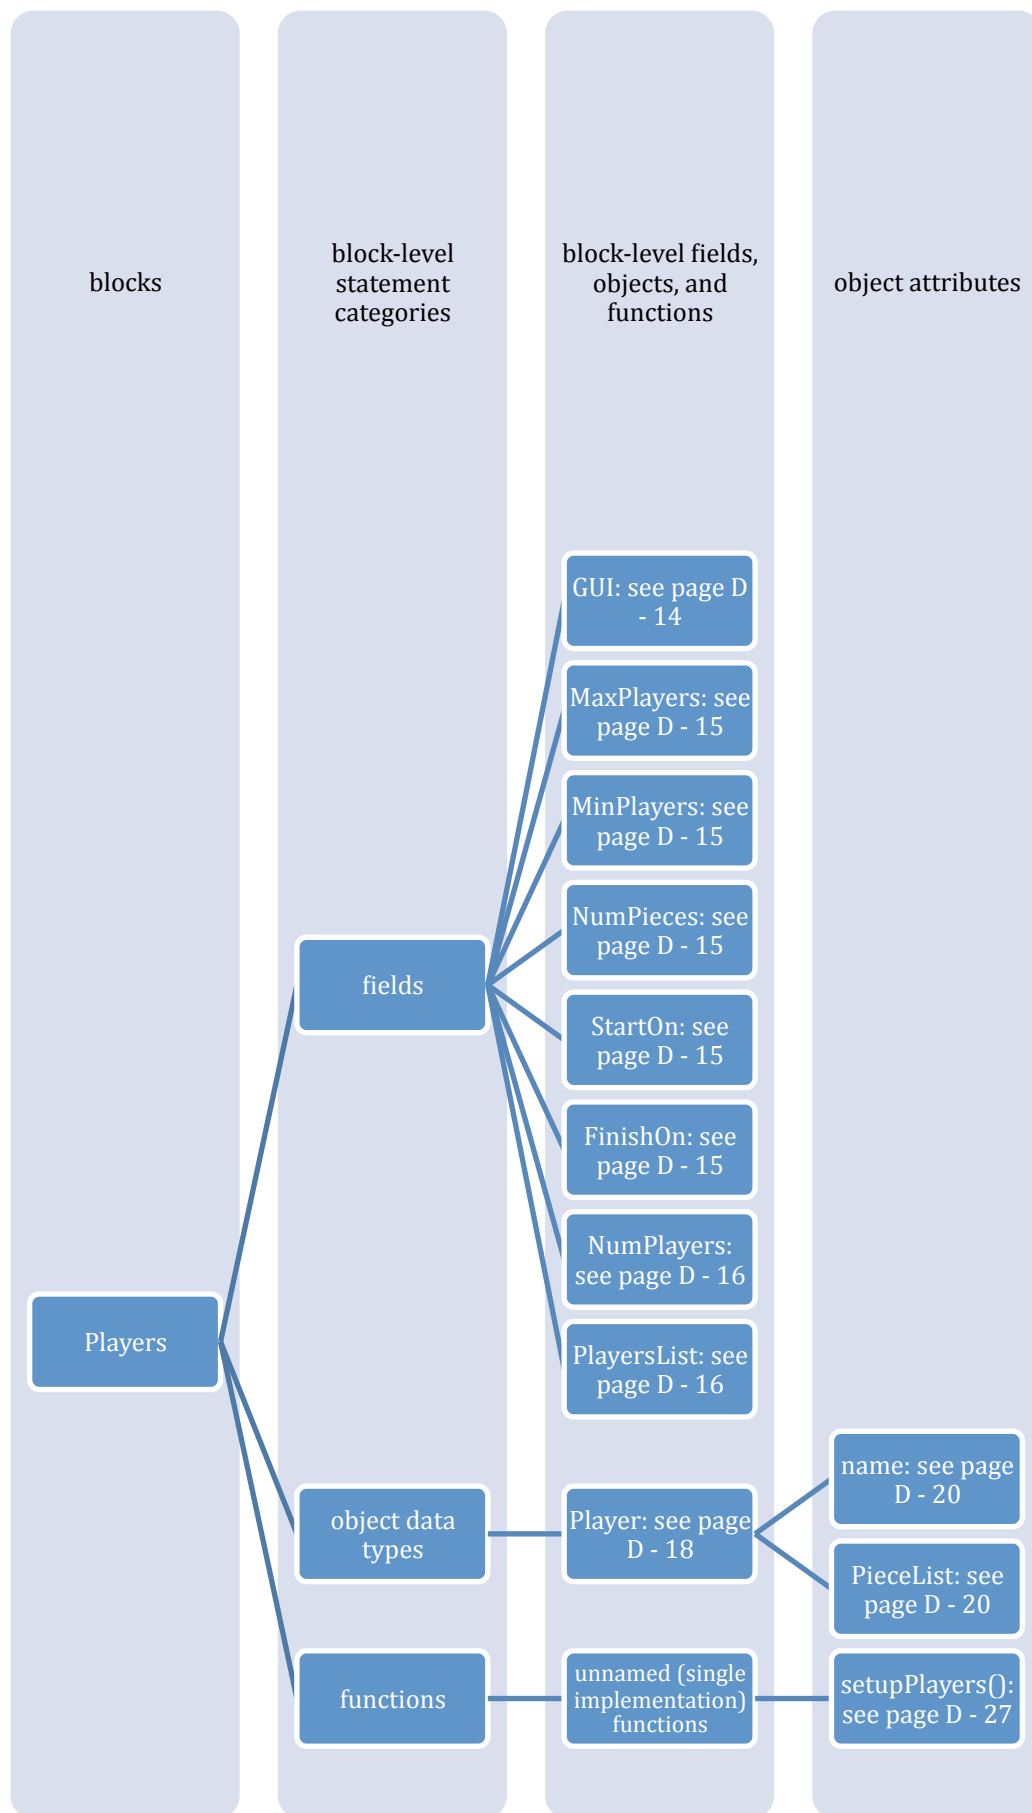 blocks
block-level
statement
categories
block-level fields,
objects, and
functions
object attributes
GUI: see page D
- 14
MaxPlayers: see
page D - 15
MinPlayers: see
page D - 15
NumPieces: see
page D - 15
fields
StartOn: see
page D - 15
FinishOn: see
page D - 15
NumPlayers:
see page D - 16
Players
PlayersList: see
page D - 16
object data
types
Player: see page
D - 18
name: see page
D - 20
PieceList: see
page D - 20
functions
unnamed (single
implementation)
functions
setupPlayers():
see page D - 27